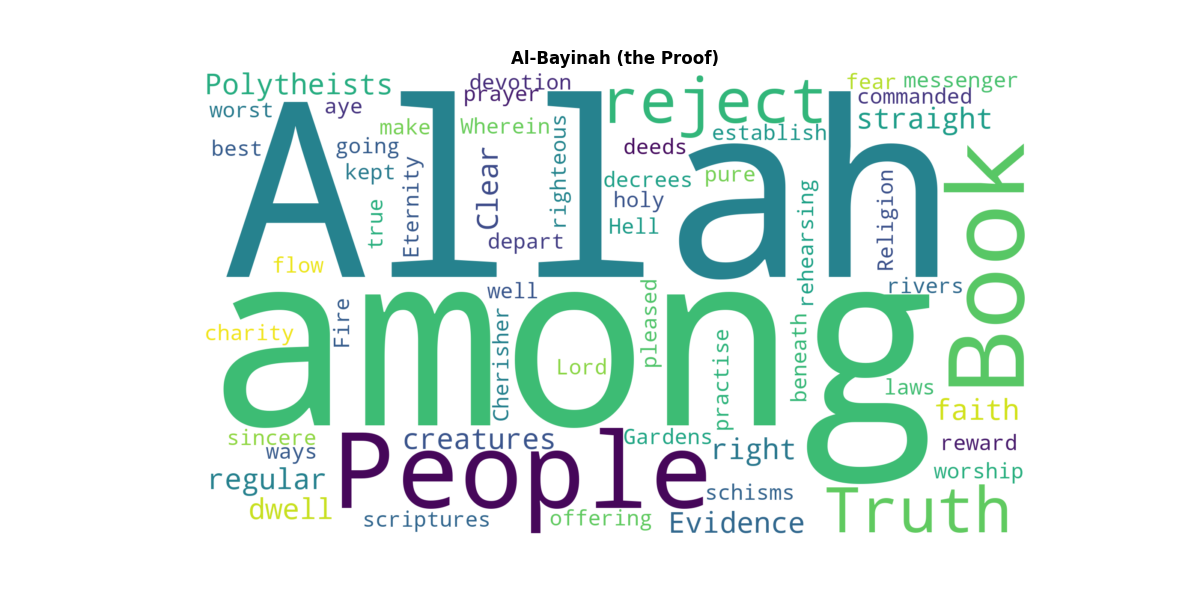 Al-Bayinah (the Proof)
Polytheists
devotion
fear
messenger
worst
aye
prayer
reject
commanded
make
Wherein
establish
straight
best
going
righteous
deeds
kept
Clear
decrees
pure
Book
true
Eternity
Allah
holy
Religion
Hell
rehearsing
depart
flow
rivers
well
charity
Fire
among
pleased
Cherisher
Lord
practise
beneath
laws
faith
sincere
creatures
Gardens
right
reward
ways
People
regular
worship
dwell
schisms
Truth
scriptures
offering
Evidence